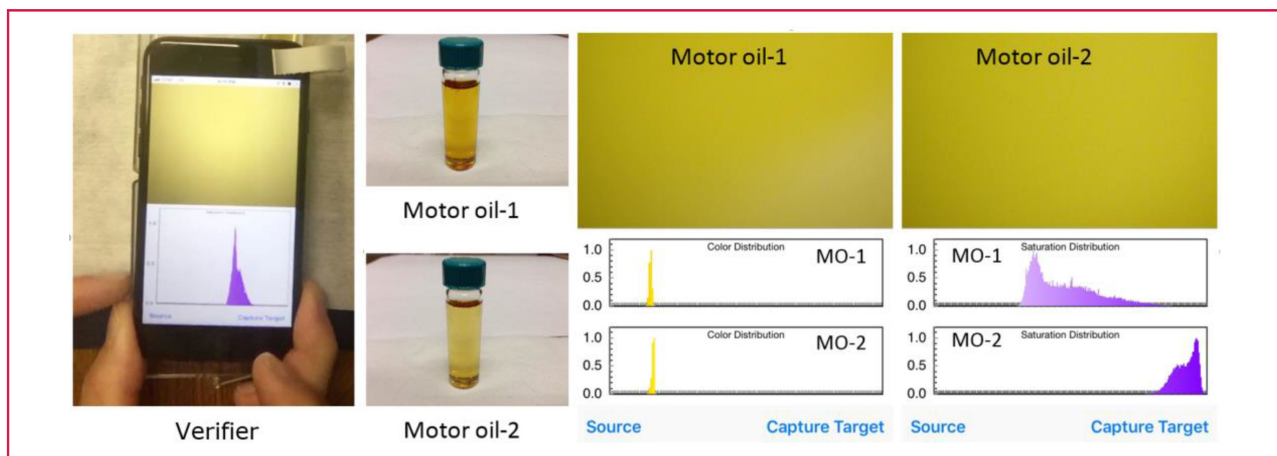 Verifier
Saturation Distribution
Source
Capture Target
Motor oil-1
Motor oil-2
Motor oil-1
Color Distribution
MO-1
1.0
0.5
0.0
Color Distribution
MO-2
1.0
0.5
0.0
Source
Capture Target
Motor oil-2
Saturation Distribution
MO-1
1.0
0.5
0.0
Saturation Distribution
MO-2
1.0
0.5
0.0
Source
Capture Target